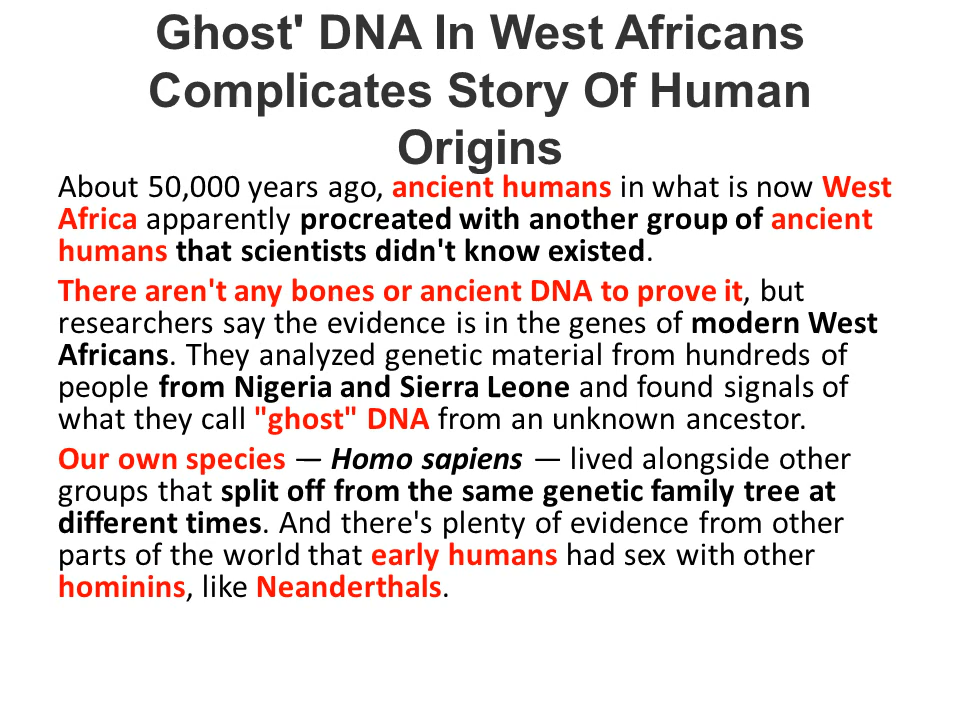 Ghost' DNA In West Africans
Complicates Story Of Human
Origins
About 50,000 years ago, ancient humans in what is now West
Africa apparently procreated with another group of ancient
humans that scientists didn't know existed.
There aren't any bones or ancient DNA to prove it, but
researchers say the evidence is in the genes of modern West
Africans. They analyzed genetic material from hundreds of
people from Nigeria and Sierra Leone and found signals of
what they call "ghost" DNA from an unknown ancestor.
Our own species — Homo sapiens — lived alongside other
groups that split off from the same genetic family tree at
different times. And there's plenty of evidence from other
parts of the world that early humans had sex with other
hominins, like Neanderthals.